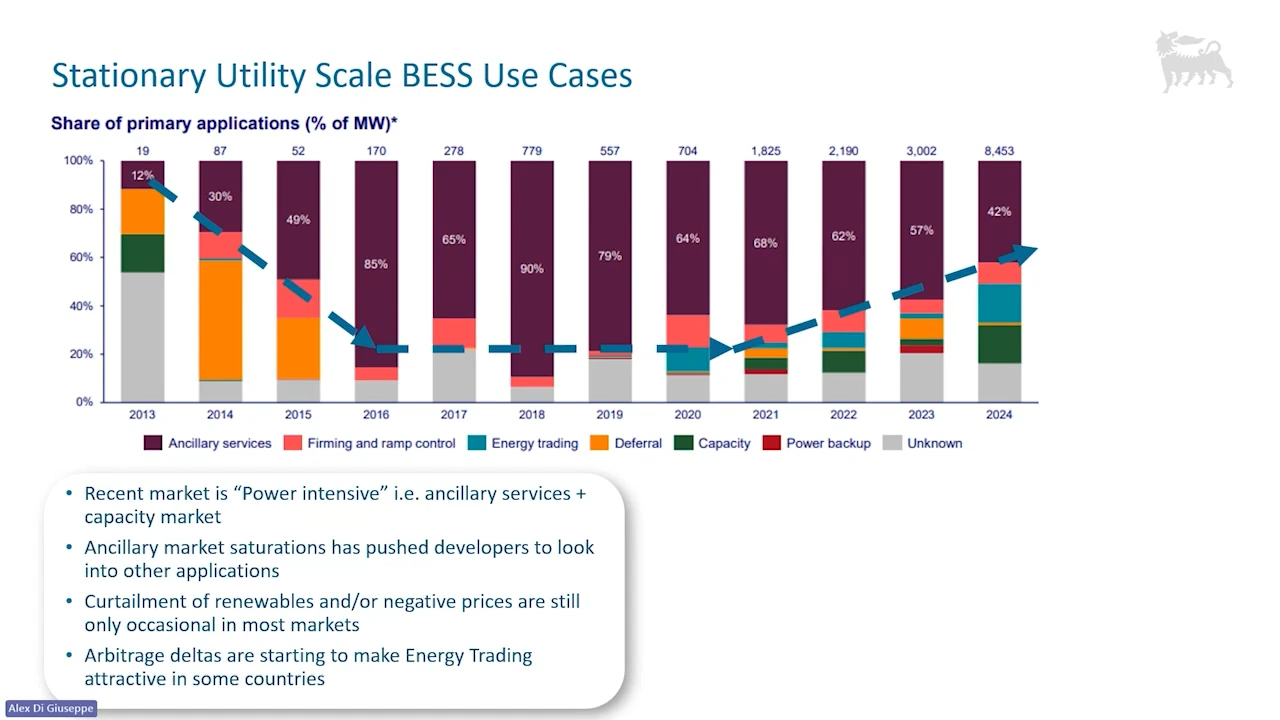 Stationary Utility Scale BESS Use Cases
Share of primary applications (% of MW)*
19 87 52 170 278 779 557 704 1,825 2,190 3,002 8,453
100%
80%
60%
40%
20%
0%
12% 30% 49% 85% 65% 90% 79% 64% 68% 62% 57% 42%
2013 2014 2015 2016 2017 2018 2019 2020 2021 2022 2023 2024
Ancillary services Firming and ramp control Energy trading Deferral Capacity Power backup Unknown
• Recent market is “Power intensive” i.e. ancillary services +
capacity market
• Ancillary market saturations has pushed developers to look
into other applications
• Curtailment of renewables and/or negative prices are still
only occasional in most markets
• Arbitrage deltas are starting to make Energy Trading
attractive in some countries
Alex Di Giuseppe